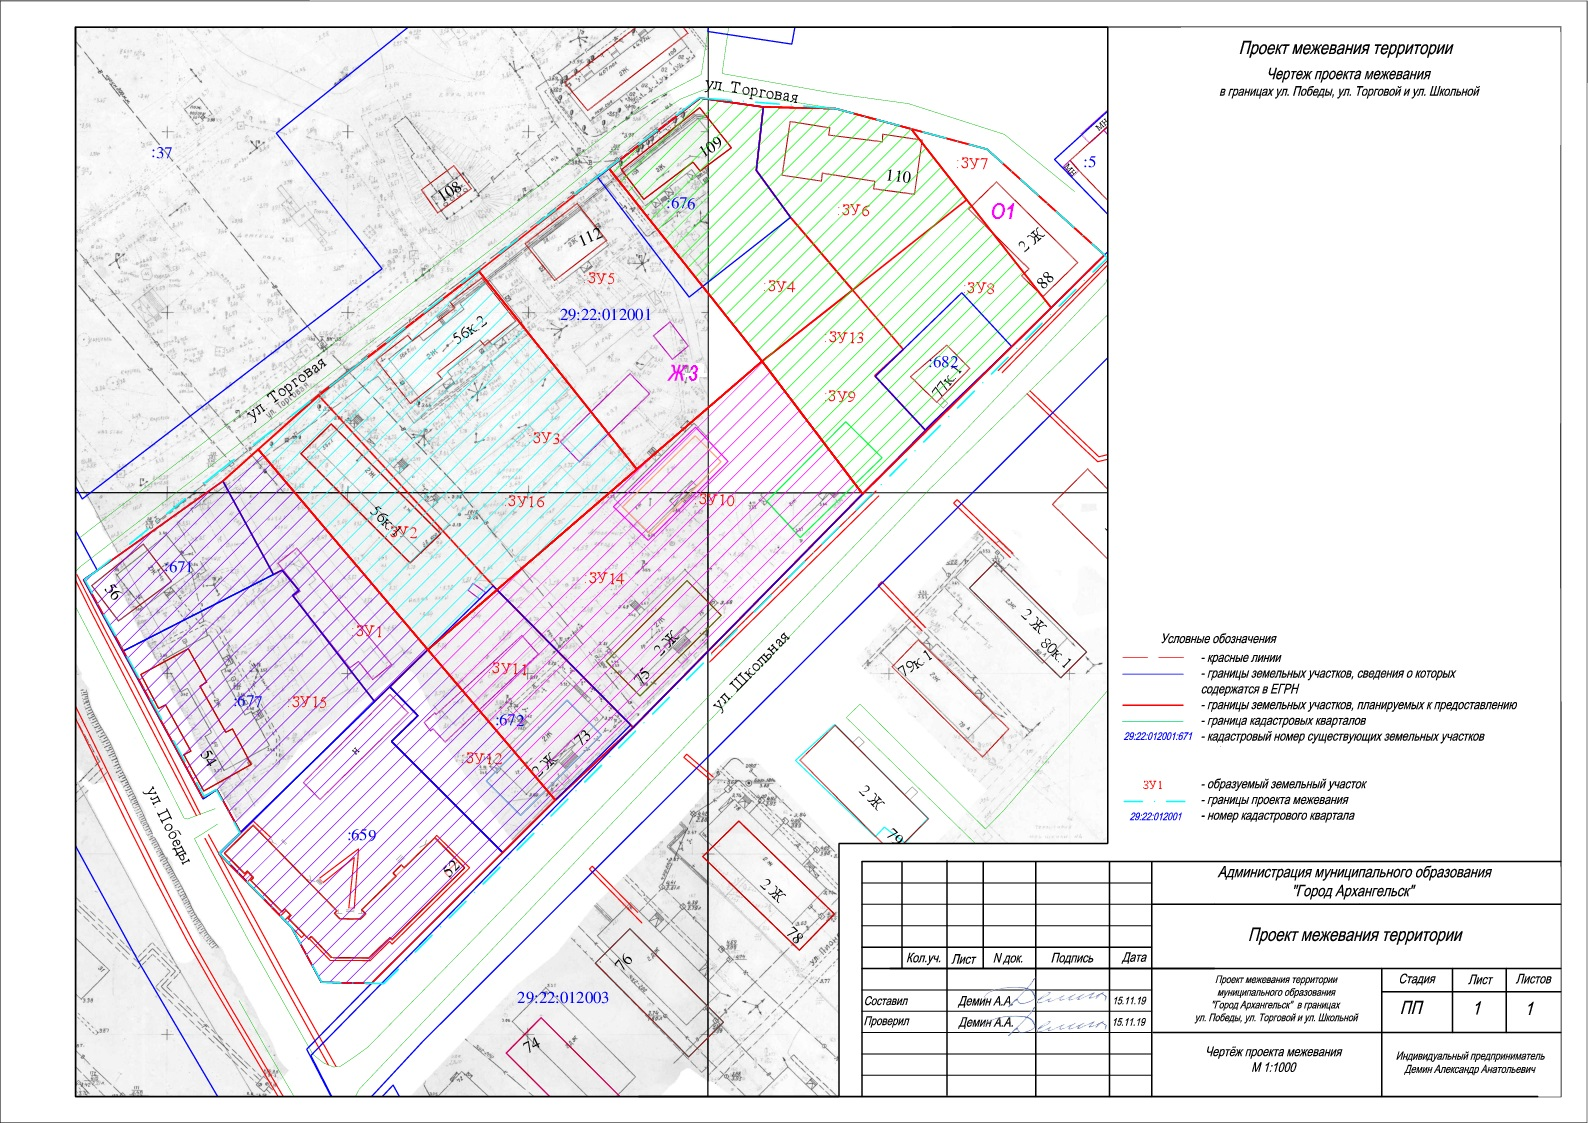 Проект межевания территории
Чертеж проекта межевания
в границах ул. Победы, ул. Торговой и ул. Школьной
ул. Торговая
:37
108
109
:676
110
:ЗУ6
:ЗУ7
О1
2 Ж
88
:5
МН
МН
112
:ЗУ5
29:22:012001
:ЗУ4
:ЗУ8
:ЗУ13
:682
77к.1
Ж,3
:ЗУ9
56к.2
ул. Торговая
ул. Торговая
:ЗУ3
:ЗУ16
:ЗУ10
56к.
:ЗУ2
:671
56
:ЗУ14
:ЗУ1
:ЗУ11
75
2 Ж
:677
:ЗУ15
:672
73
2 Ж
:ЗУ12
54
ул. Школьная
79к.1
2 Ж
80к.1
2 Ж
79
ул. Победы
:659
52
2 Ж
78
76
29:22:012003
74
Условные обозначения
- красные линии
- границы земельных участков, сведения о которых
содержатся в ЕГРН
- границы земельных участков, планируемых к предоставлению
- граница кадастровых кварталов
29:22:012001:671 - кадастровый номер существующих земельных участков
:ЗУ1 - образуемый земельный участок
- границы проекта межевания
29:22:012001 - номер кадастрового квартала
Администрация муниципального образования
"Город Архангельск"
Проект межевания территории
Кол.уч. Лист N док. Подпись Дата
Составил Демин А.А. 15.11.19
Проверил Демин А.А. 15.11.19
Проект межевания территории
муниципального образования
"Город Архангельск" в границах
ул. Победы, ул. Торговой и ул. Школьной
Стадия Лист Листов
ПП 1 1
Чертёж проекта межевания
М 1:1000
Индивидуальный предприниматель
Демин Александр Анатольевич